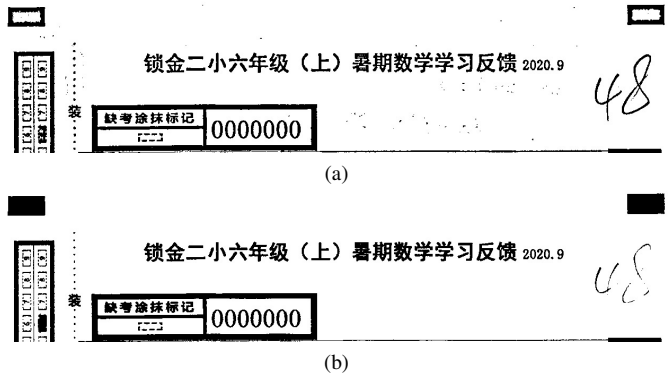 锁金二小六年级（上）暑期数学学习反馈 2020.9
48
装
缺考涂抹标记
0000000
(a)
锁金二小六年级（上）暑期数学学习反馈 2020.9
48
装
缺考涂抹标记
0000000
(b)